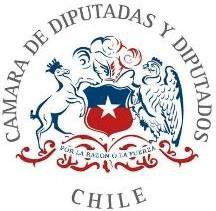 CAMARA DE DIPUTADAS Y DIPUTADOS
POR LA RAZON O LA FUERZA
CHILE